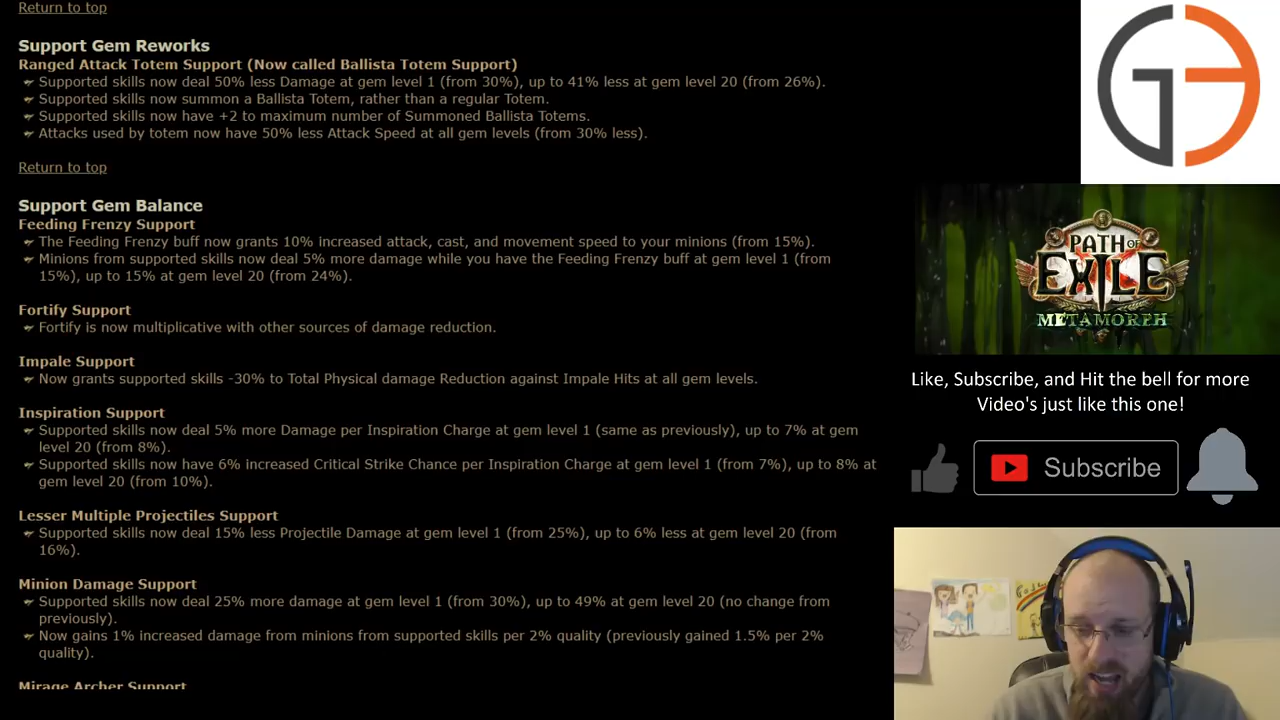 Return to top
Support Gem Reworks
Ranged Attack Totem Support (Now called Ballista Totem Support)
Supported skills now deal 50% less Damage at gem level 1 (from 30%), up to 41% less at gem level 20 (from 26%).
Supported skills now summon a Ballista Totem, rather than a regular Totem.
Supported skills now have +2 to maximum number of Summoned Ballista Totems.
Attacks used by totem now have 50% less Attack Speed at all gem levels (from 30% less).
Return to top
Support Gem Balance
Feeding Frenzy Support
The Feeding Frenzy buff now grants 10% increased attack, cast, and movement speed to your minions (from 15%).
Minions from supported skills now deal 5% more damage while you have the Feeding Frenzy buff at gem level 1 (from
15%), up to 15% at gem level 20 (from 24%).
Fortify Support
Fortify is now multiplicative with other sources of damage reduction.
Impale Support
Now grants supported skills -30% to Total Physical damage Reduction against Impale Hits at all gem levels.
Inspiration Support
Supported skills now deal 5% more Damage per Inspiration Charge at gem level 1 (same as previously), up to 7% at gem
level 20 (from 8%).
Supported skills now have 6% increased Critical Strike Chance per Inspiration Charge at gem level 1 (from 7%), up to 8% at
gem level 20 (from 10%).
Lesser Multiple Projectiles Support
Supported skills now deal 15% less Projectile Damage at gem level 1 (from 25%), up to 6% less at gem level 20 (from
16%).
Minion Damage Support
Supported skills now deal 25% more damage at gem level 1 (from 30%), up to 49% at gem level 20 (no change from
previously).
Now gains 1% increased damage from minions from supported skills per 2% quality (previously gained 1.5% per 2%
quality).
Mirage Archer Support
PATH OF
EXILE
METAMORPH
Like, Subscribe, and Hit the bell for more
Video's just like this one!
Subscribe